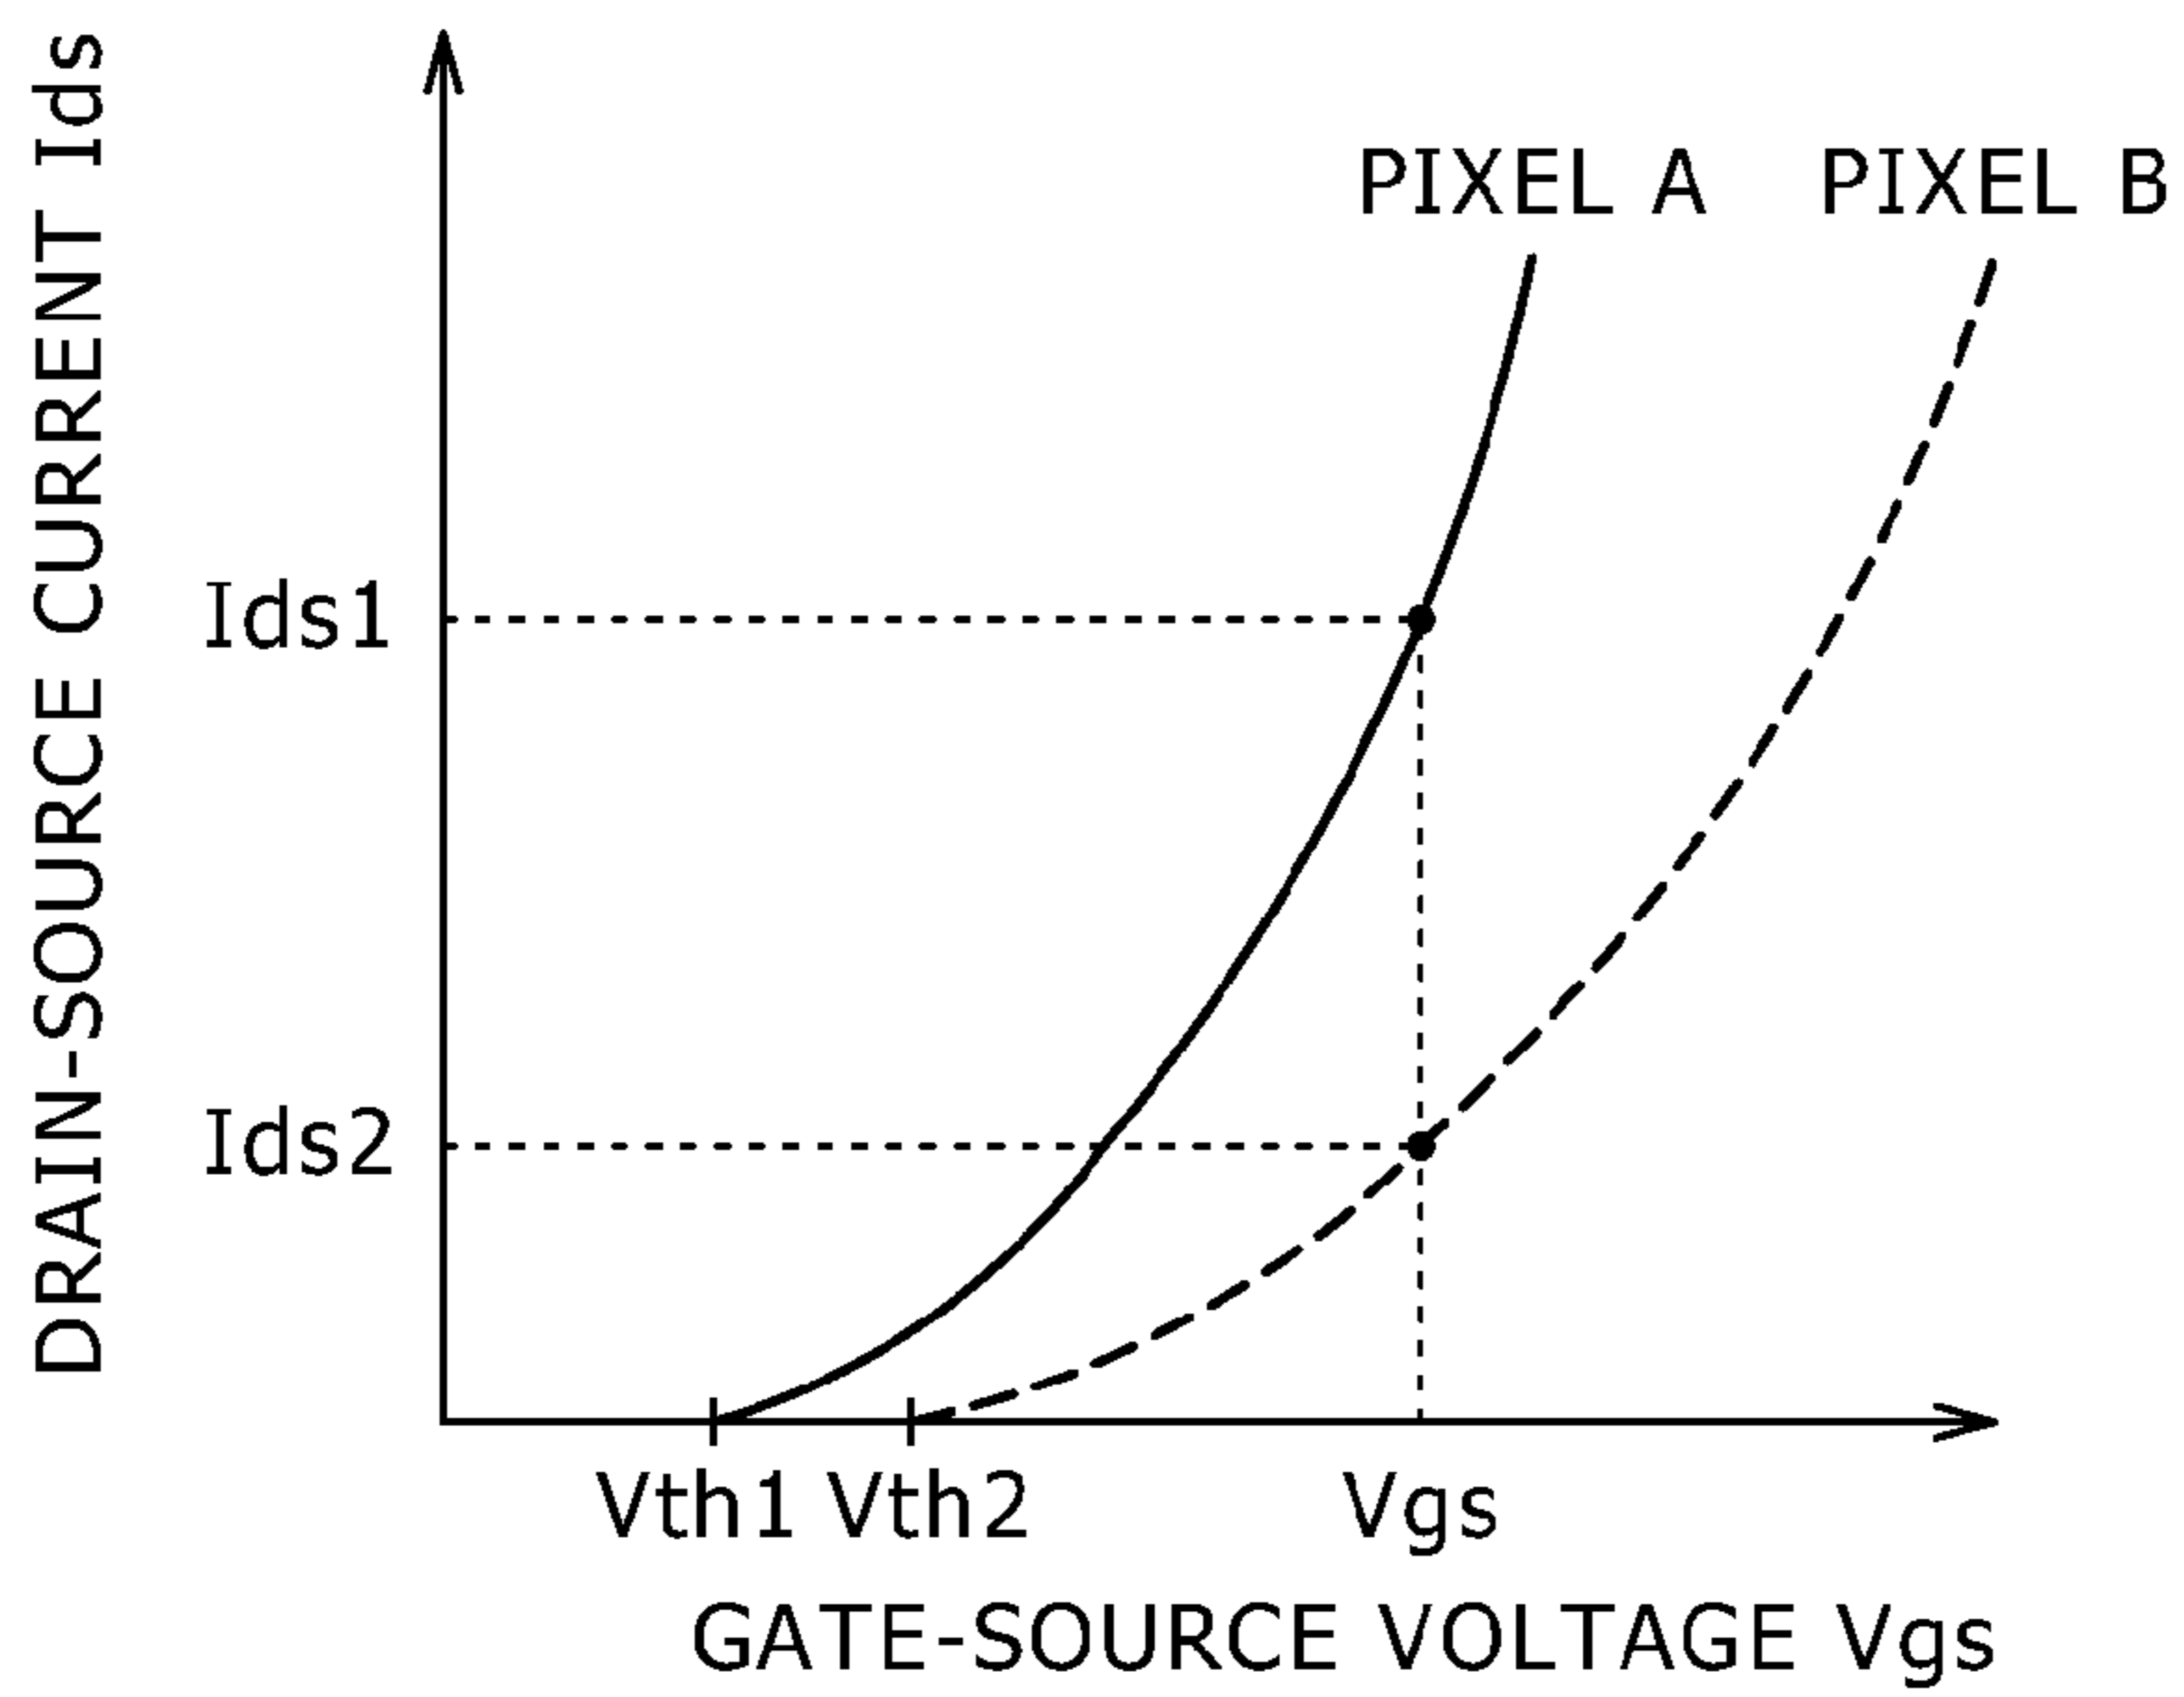 DRAIN-SOURCE CURRENT Ids
PIXEL A
PIXEL B
Ids1
Ids2
Vth1
Vth2
Vgs
GATE-SOURCE VOLTAGE Vgs